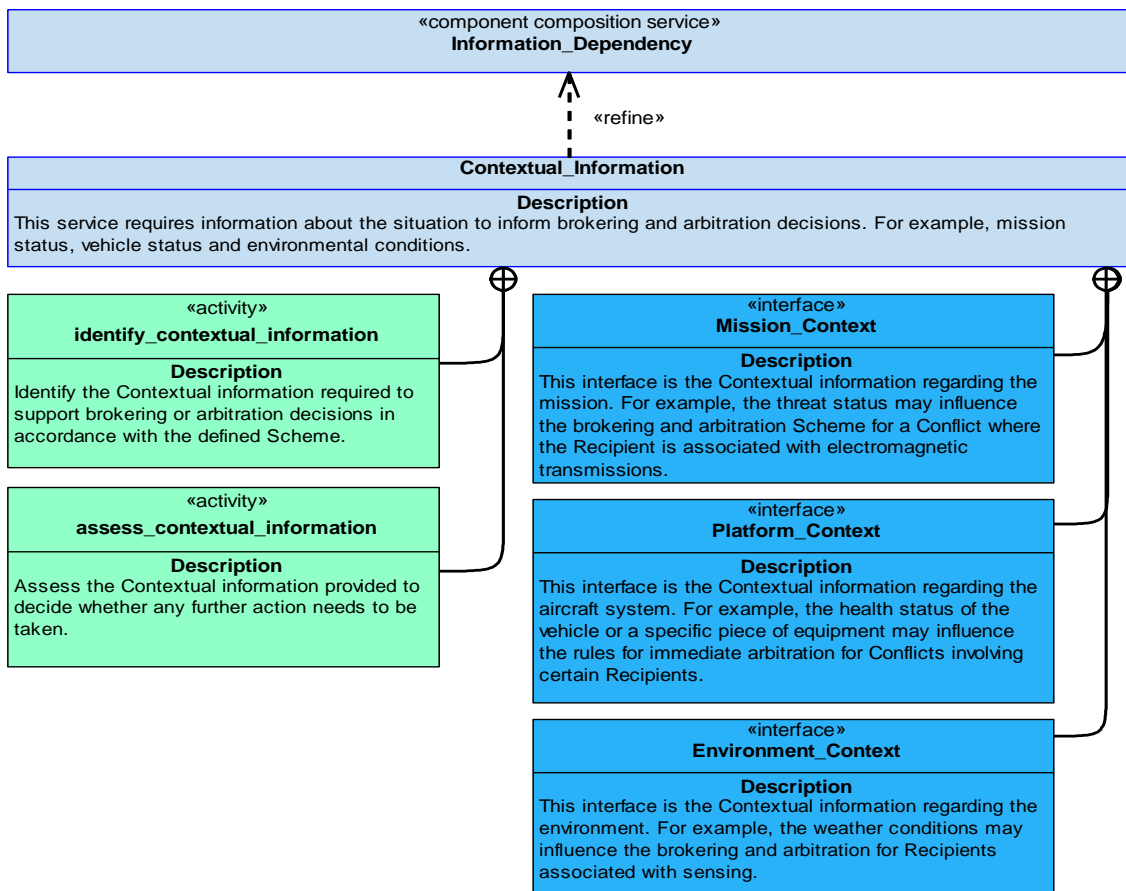 «component composition service»
Information_Dependency
«refine»
Contextual_Information
Description
This service requires information about the situation to inform brokering and arbitration decisions. For example, mission
status, vehicle status and environmental conditions.
«activity»
identify_contextual_information
Description
Identify the Contextual information required to
support brokering or arbitration decisions in
accordance with the defined Scheme.
«activity»
assess_contextual_information
Description
Assess the Contextual information provided to
decide whether any further action needs to be
taken.
«interface»
Mission_Context
Description
This interface is the Contextual information regarding the
mission. For example, the threat status may influence
the brokering and arbitration Scheme for a Conflict where
the Recipient is associated with electromagnetic
transmissions.
«interface»
Platform_Context
Description
This interface is the Contextual information regarding the
aircraft system. For example, the health status of the
vehicle or a specific piece of equipment may influence
the rules for immediate arbitration for Conflicts involving
certain Recipients.
«interface»
Environment_Context
Description
This interface is the Contextual information regarding the
environment. For example, the weather conditions may
influence the brokering and arbitration for Recipients
associated with sensing.